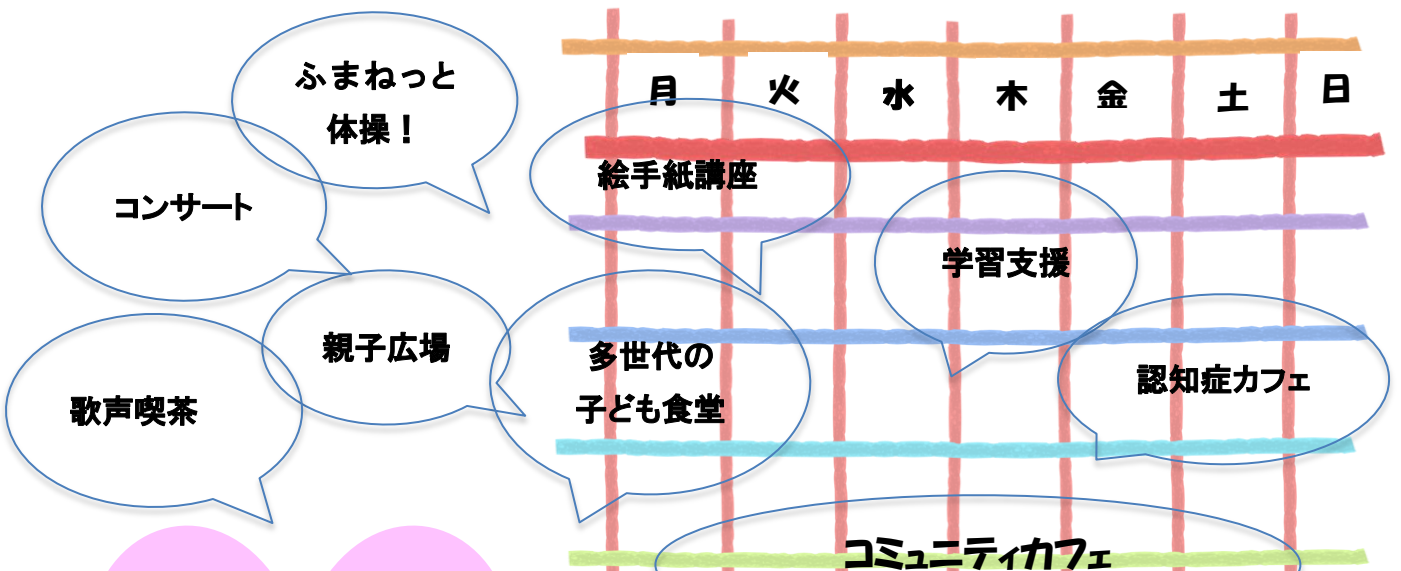 ふまねっと
体操！
月 火 水 木 金 土 日
絵手紙講座
コンサート
学習支援
親子広場
多世代の
子ども食堂
認知症カフェ
歌声喫茶
コミュニティカフェ